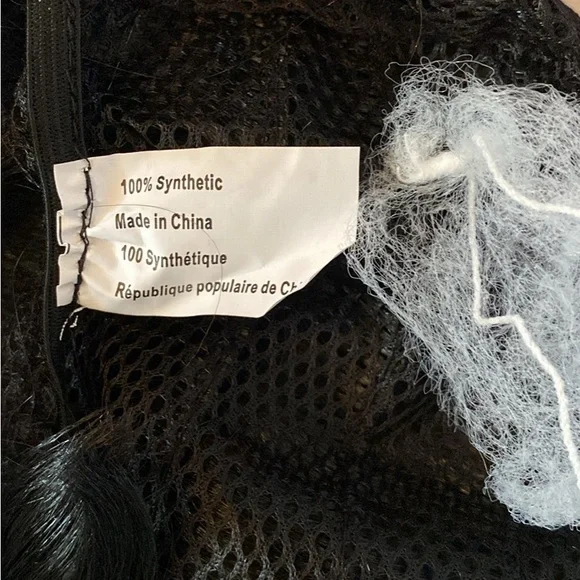 100% Synthetic
Made in China
100 Synthétique
République populaire de